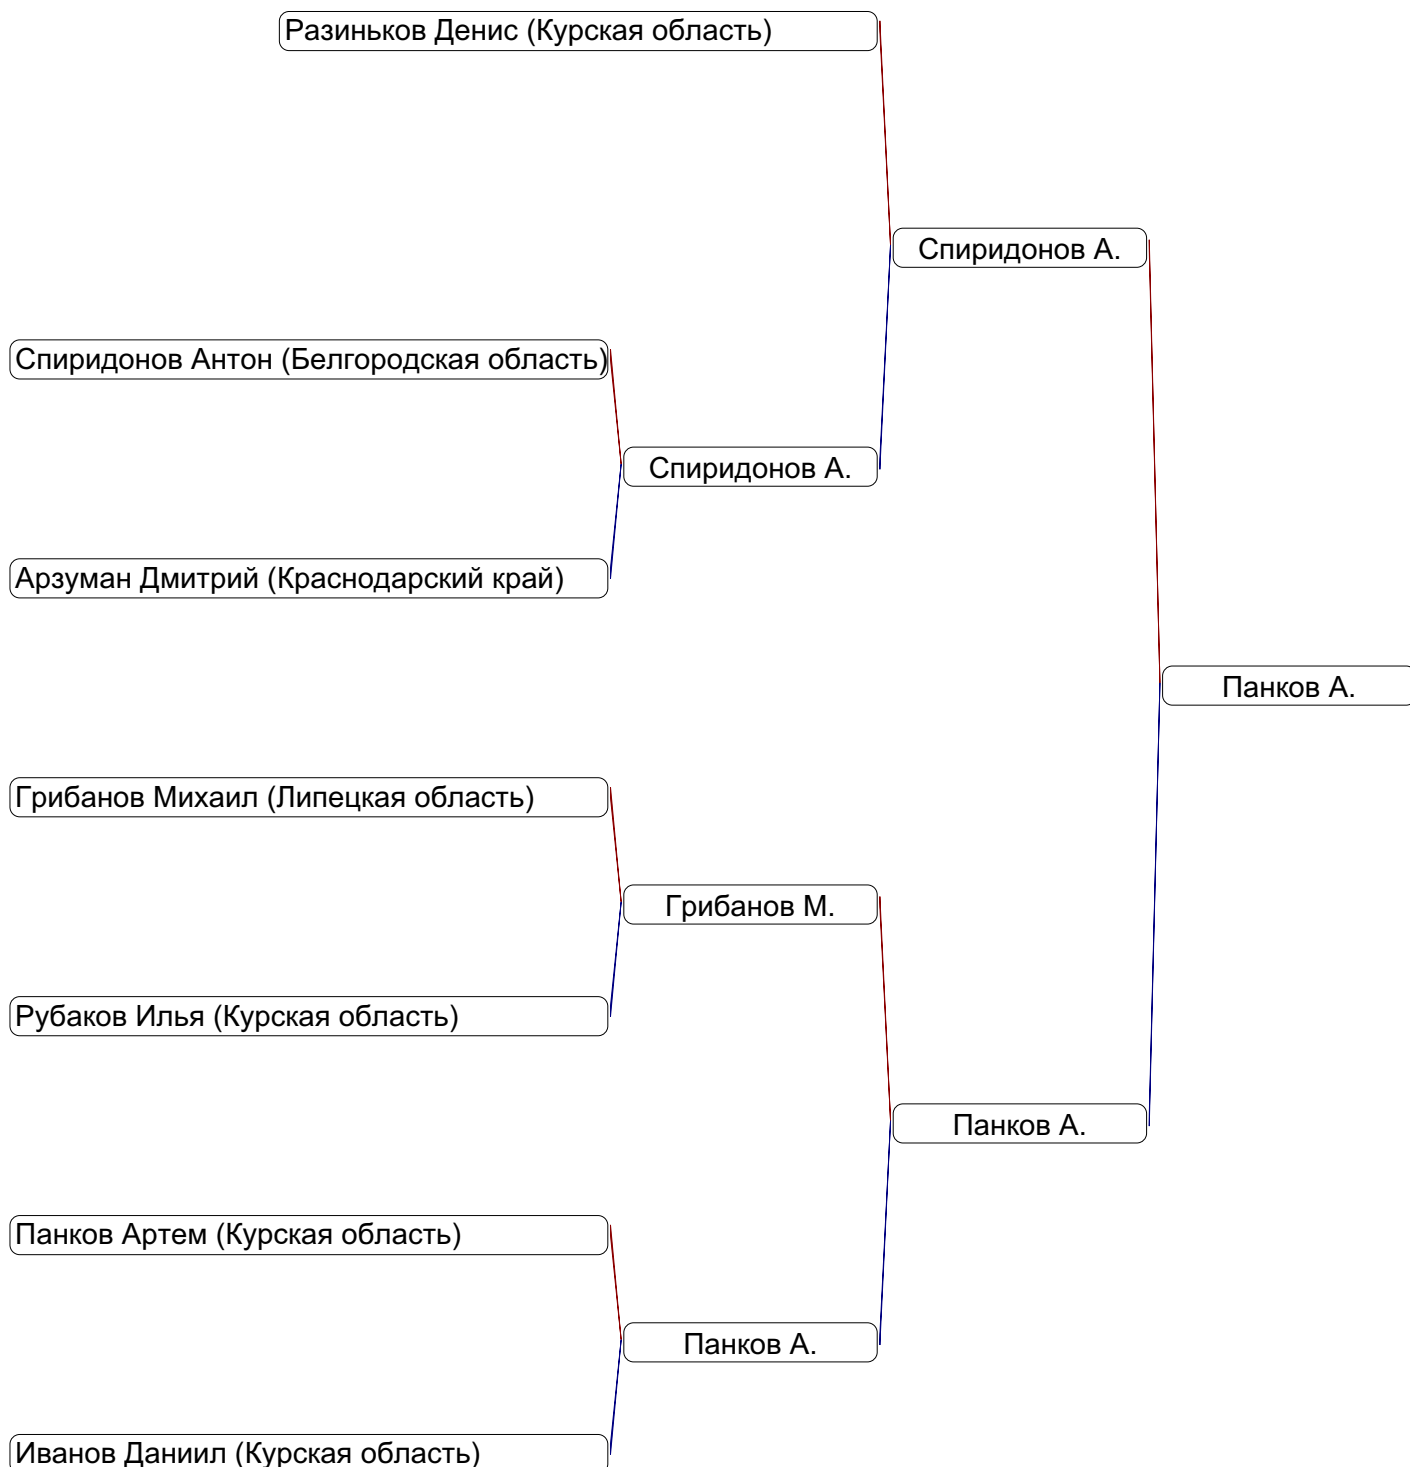 Разиньков Денис (Курская область)
Спиридонов А.
Спиридонов Антон (Белгородская область)
Спиридонов А.
Арзуман Дмитрий (Краснодарский край)
Панков А.
Грибанов Михаил (Липецкая область)
Грибанов М.
Рубаков Илья (Курская область)
Панков А.
Панков Артем (Курская область)
Панков А.
Иванов Даниил (Курская область)